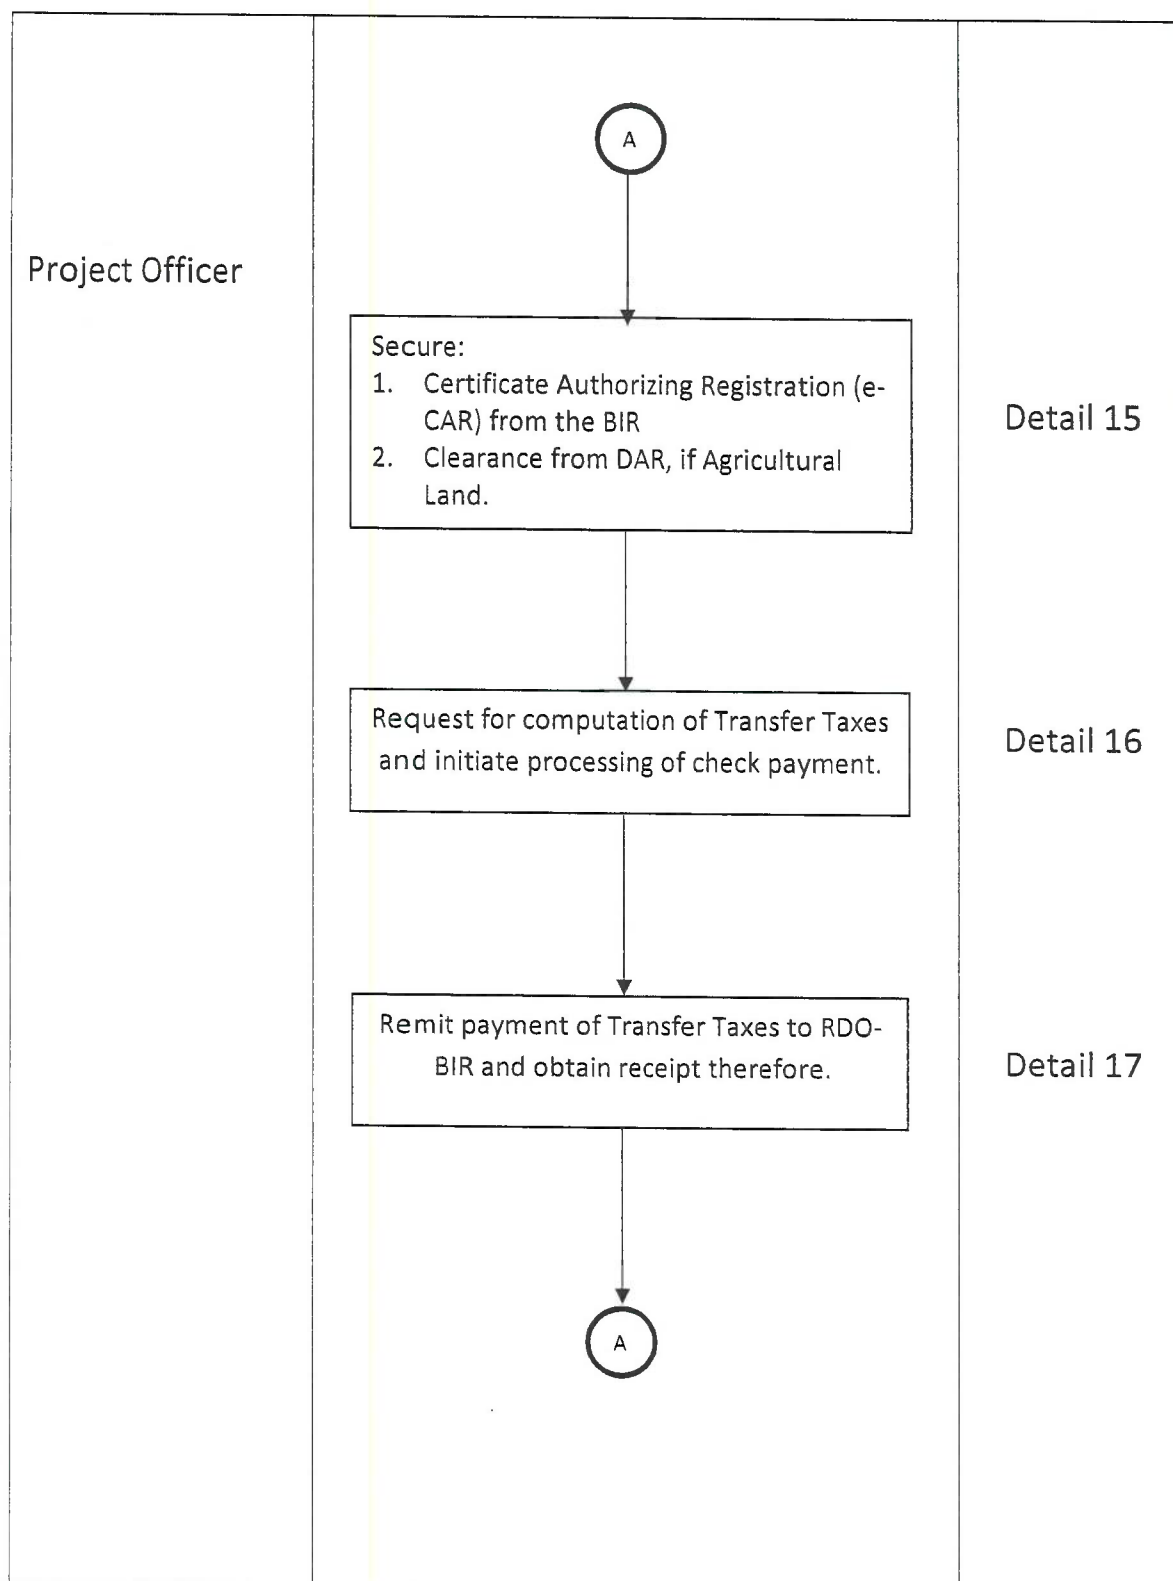 A
Project Officer
Secure:
1. Certificate Authorizing Registration (e-
CAR) from the BIR
2. Clearance from DAR, if Agricultural
Land.
Detail 15
Request for computation of Transfer Taxes
and initiate processing of check payment.
Detail 16
Remit payment of Transfer Taxes to RDO-
BIR and obtain receipt therefore.
Detail 17
A